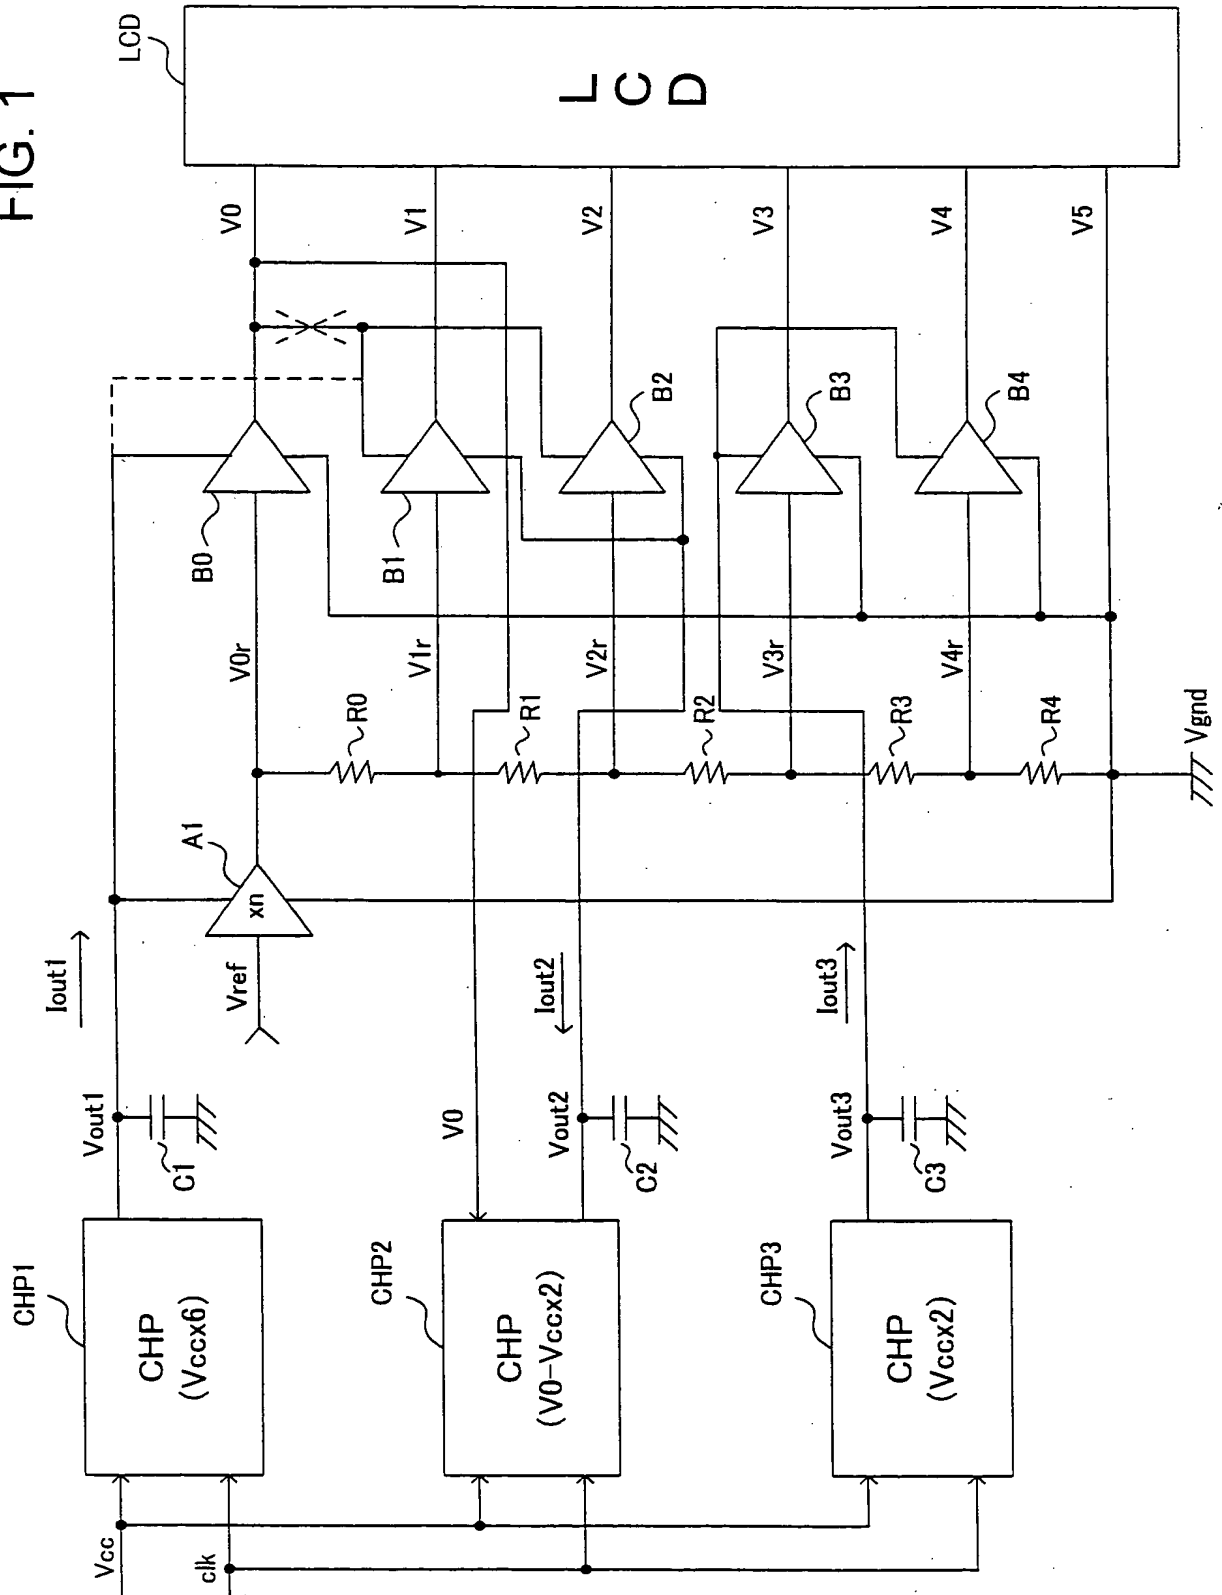 FIG. 1
LCD
L
C
D
V0
V1
V2
V3
V4
V5
B0
B1
B2
B3
B4
V0r
V1r
V2r
V3r
V4r
R0
R1
R2
R3
R4
Vgnd
A1
xn
Vref
Iout1
Iout2
Iout3
Vout1
V0
Vout2
Vout3
C1
C2
C3
CHP1
CHP
(Vccx6)
CHP2
CHP
(V0-Vccx2)
CHP3
CHP
(Vccx2)
Vcc
clk